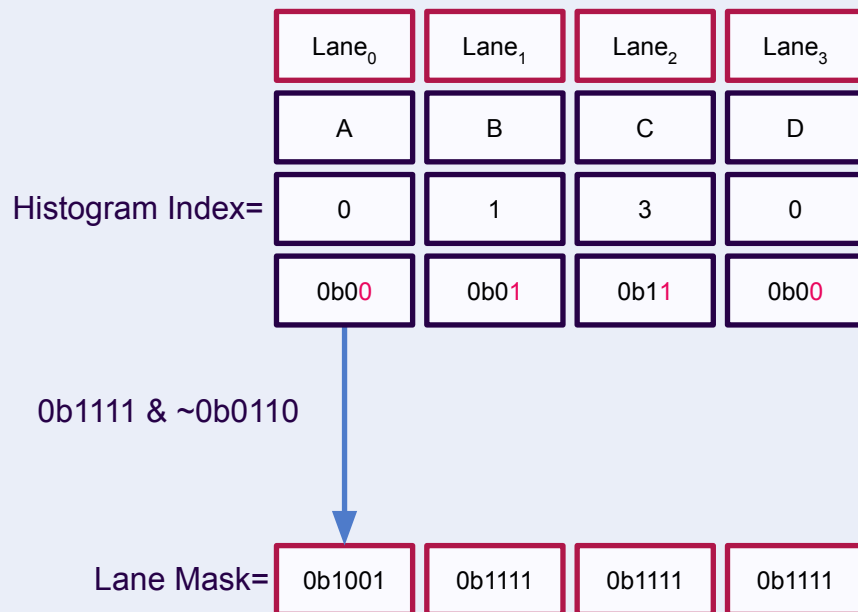 Lane₀ Lane₁ Lane₂ Lane₃
A B C D
Histogram Index= 0 1 3 0
0b00 0b01 0b11 0b00
0b1111 & ~0b0110
Lane Mask= 0b1001 0b1111 0b1111 0b1111